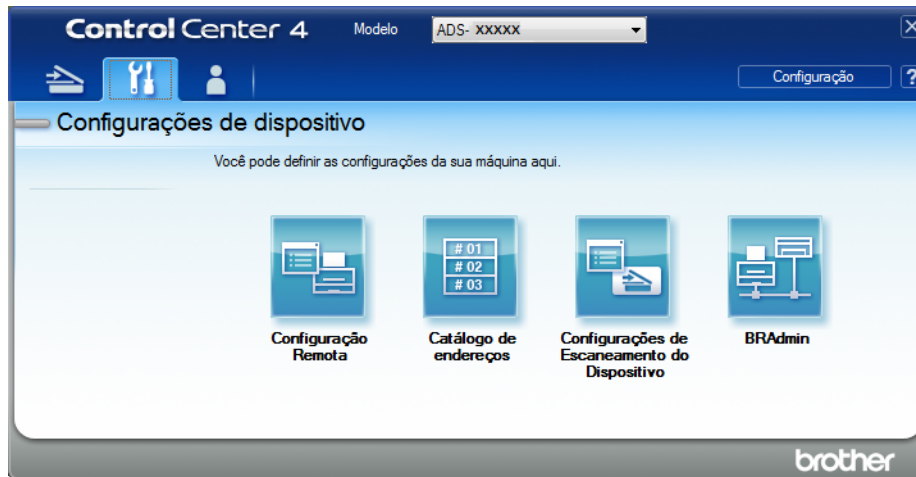 Control Center 4
Modelo
ADS- XXXXX
Configuração
?
Configurações de dispositivo
Você pode definir as configurações da sua máquina aqui.
# 01
# 02
# 03
Configuração
Remota
Catálogo de
endereços
Configurações de
Escaneamento do
Dispositivo
BRAdmin
brother